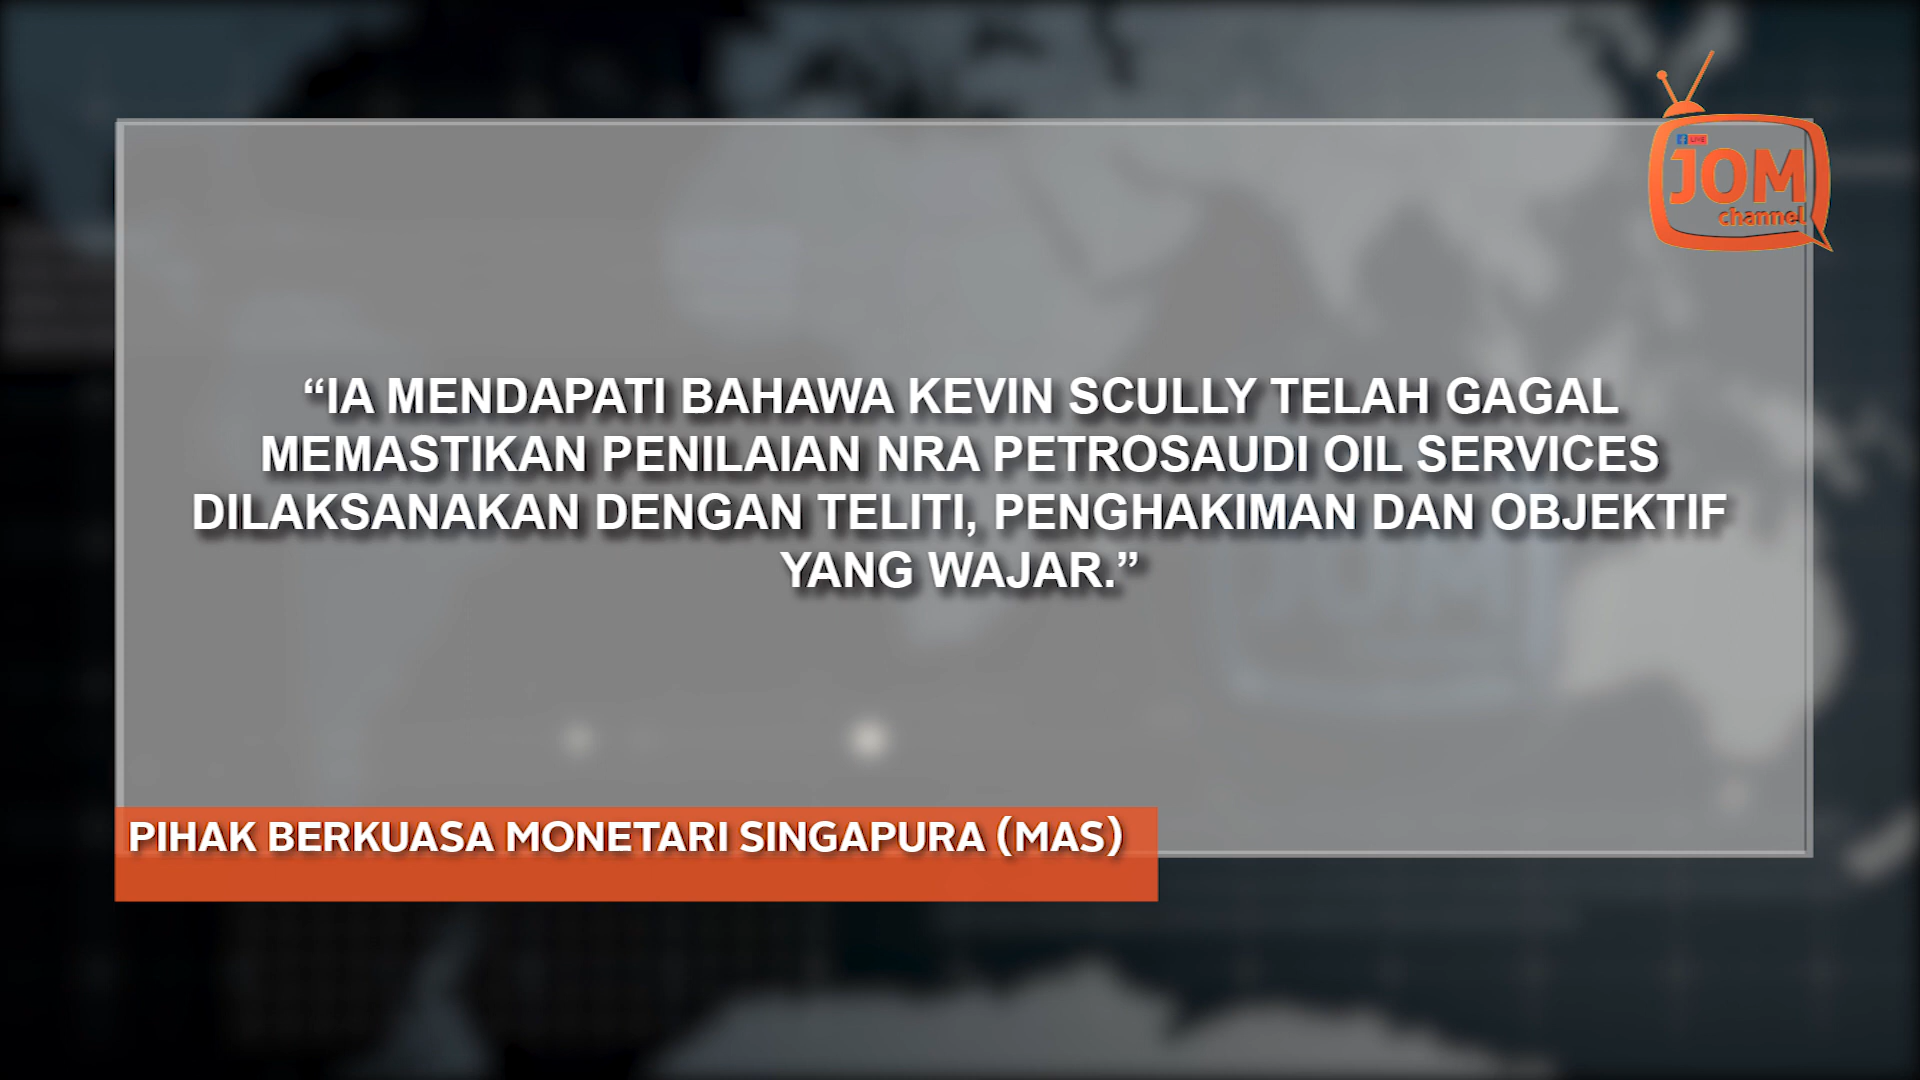 LIVE
JOM
channel
“IA MENDAPATI BAHAWA KEVIN SCULLY TELAH GAGAL
MEMASTIKAN PENILAIAN NRA PETROSAUDI OIL SERVICES
DILAKSANAKAN DENGAN TELITI, PENGHAKIMAN DAN OBJEKTIF
YANG WAJAR.”
PIHAK BERKUASA MONETARI SINGAPURA (MAS)